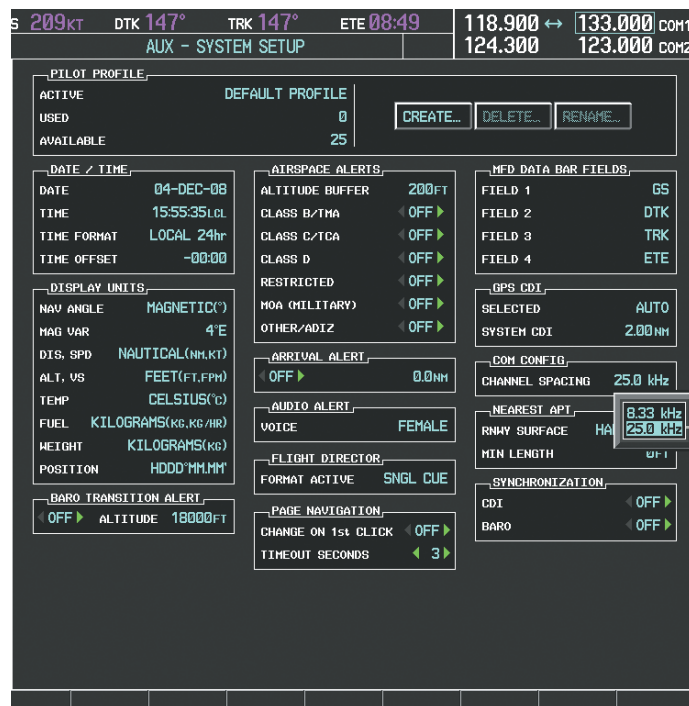 S 209KT DTK 147° TRK 147° ETE 08:49
118.900 ↔ 133.000 COM1
AUX - SYSTEM SETUP
124.300 123.000 COM2
PILOT PROFILE
ACTIVE DEFAULT PROFILE
USED 0
AVAILABLE 25
CREATE… DELETE… RENAME…
DATE / TIME
DATE 04-DEC-08
TIME 15:55:35LCL
TIME FORMAT LOCAL 24hr
TIME OFFSET -00:00
DISPLAY UNITS
NAV ANGLE MAGNETIC(°)
MAG VAR 4°E
DIS, SPD NAUTICAL(NM,KT)
ALT, VS FEET(FT,FPM)
TEMP CELSIUS(°C)
FUEL KILOGRAMS(KG,KG/HR)
WEIGHT KILOGRAMS(KG)
POSITION HDDD°MM.MM'
BARO TRANSITION ALERT
OFF ALTITUDE 18000FT
AIRSPACE ALERTS
ALTITUDE BUFFER 200FT
CLASS B/TMA OFF
CLASS C/TCA OFF
CLASS D OFF
RESTRICTED OFF
MOA (MILITARY) OFF
OTHER/ADIZ OFF
ARRIVAL ALERT
OFF 0.0NM
AUDIO ALERT
VOICE FEMALE
FLIGHT DIRECTOR
FORMAT ACTIVE SNGL CUE
PAGE NAVIGATION
CHANGE ON 1st CLICK OFF
TIMEOUT SECONDS 3
MFD DATA BAR FIELDS
FIELD 1 GS
FIELD 2 DTK
FIELD 3 TRK
FIELD 4 ETE
GPS CDI
SELECTED AUTO
SYSTEM CDI 2.00NM
COM CONFIG
CHANNEL SPACING 25.0 kHz
8.33 kHz
25.0 kHz
NEAREST APT
RNWY SURFACE HA
MIN LENGTH 0FT
SYNCHRONIZATION
CDI OFF
BARO OFF